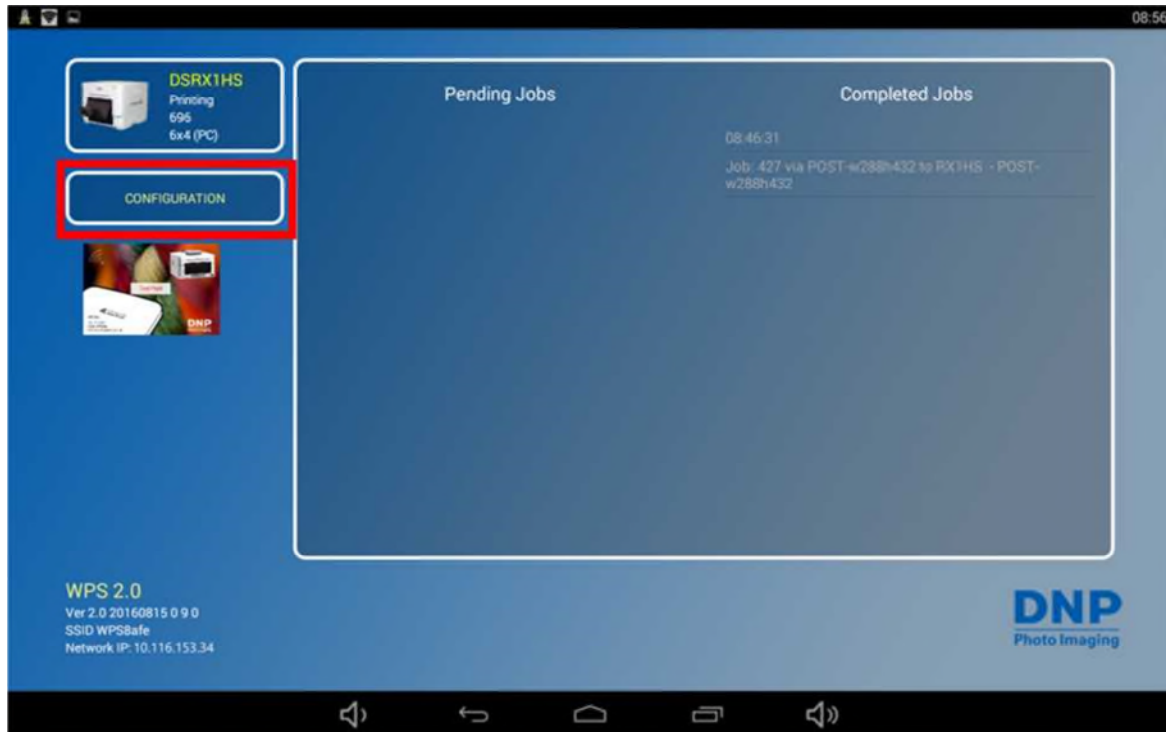 08:56
DSRX1HS
Printing
696
6x4 (PC)
CONFIGURATION
DNP
Pending Jobs
Completed Jobs
08:46:31
Job: 427 via POST-w288h432 to RX1HS - POST-
w288h432
WPS 2.0
Ver 2.0 20160815 0 9 0
SSID WPS8afe
Network IP: 10.116.153.34
DNP
Photo Imaging